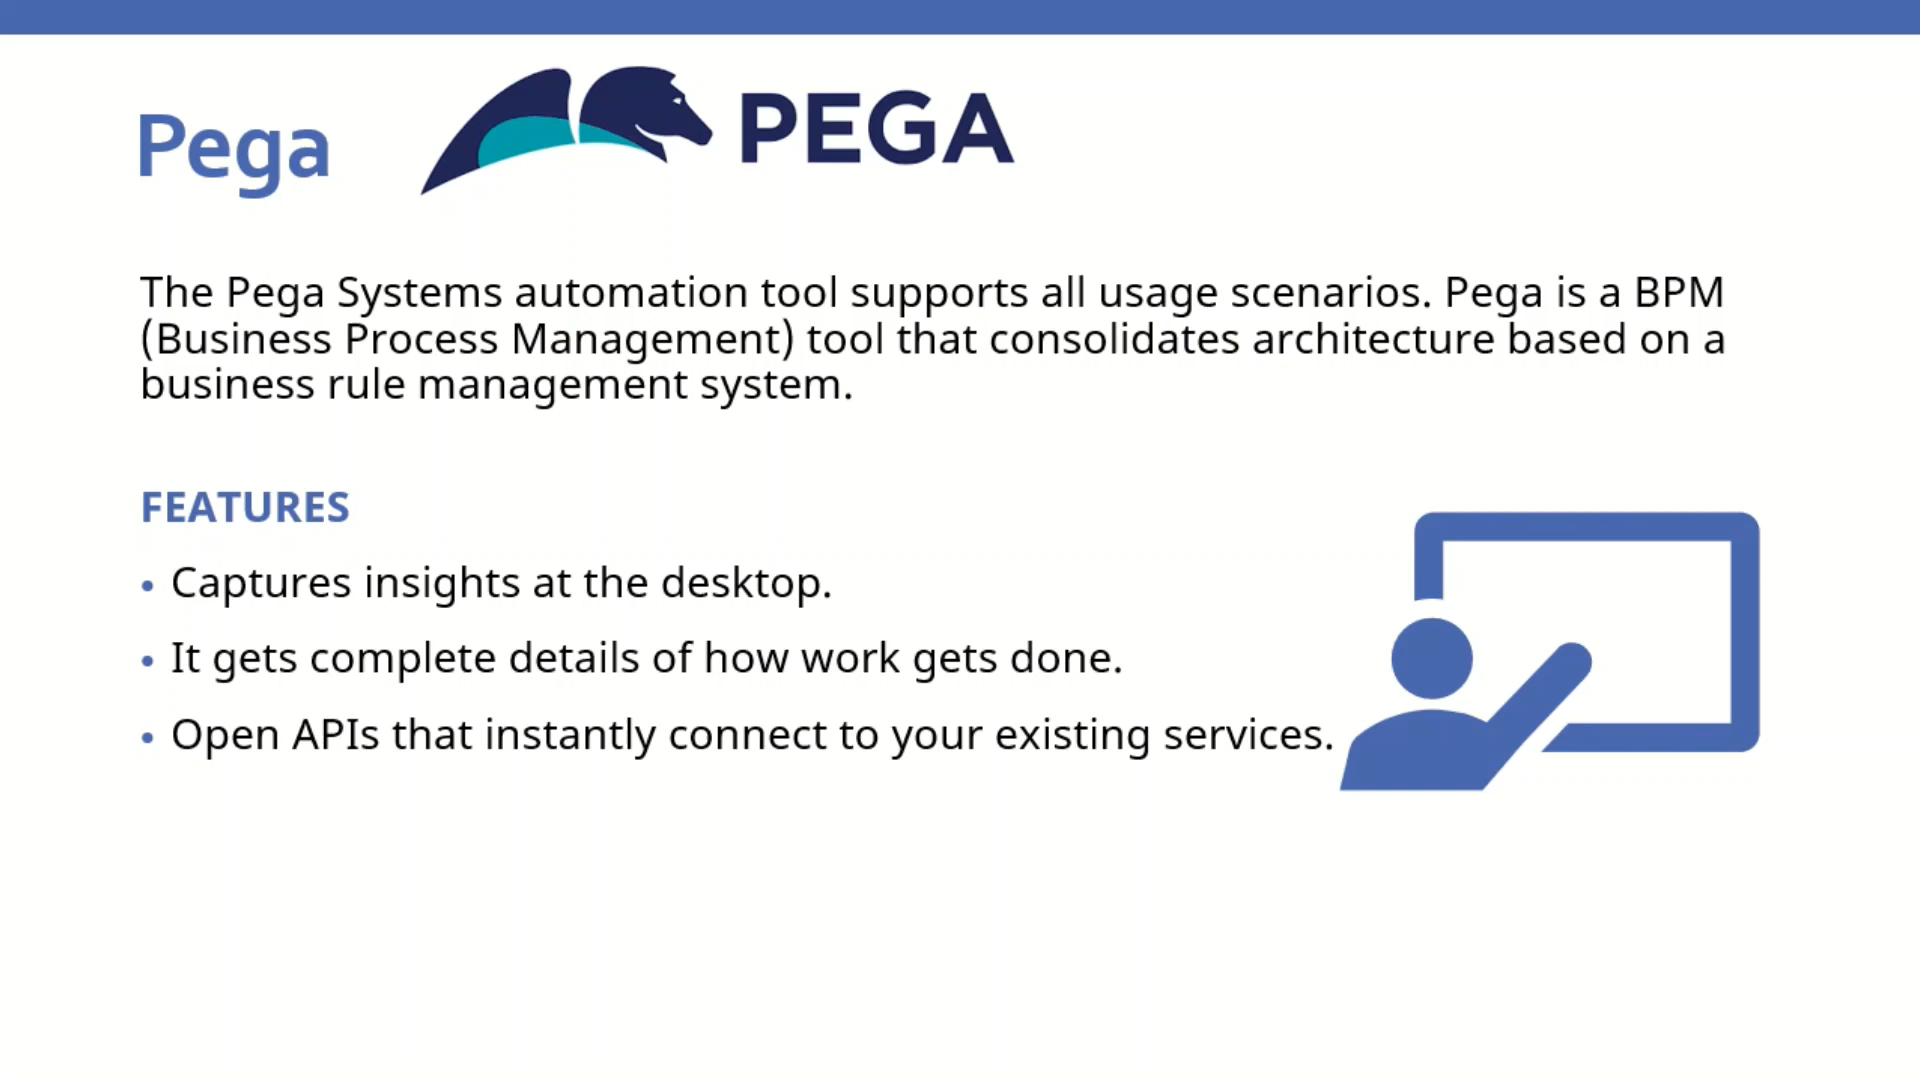 Pega
PEGA
The Pega Systems automation tool supports all usage scenarios. Pega is a BPM
(Business Process Management) tool that consolidates architecture based on a
business rule management system.
FEATURES
• Captures insights at the desktop.
• It gets complete details of how work gets done.
• Open APIs that instantly connect to your existing services.